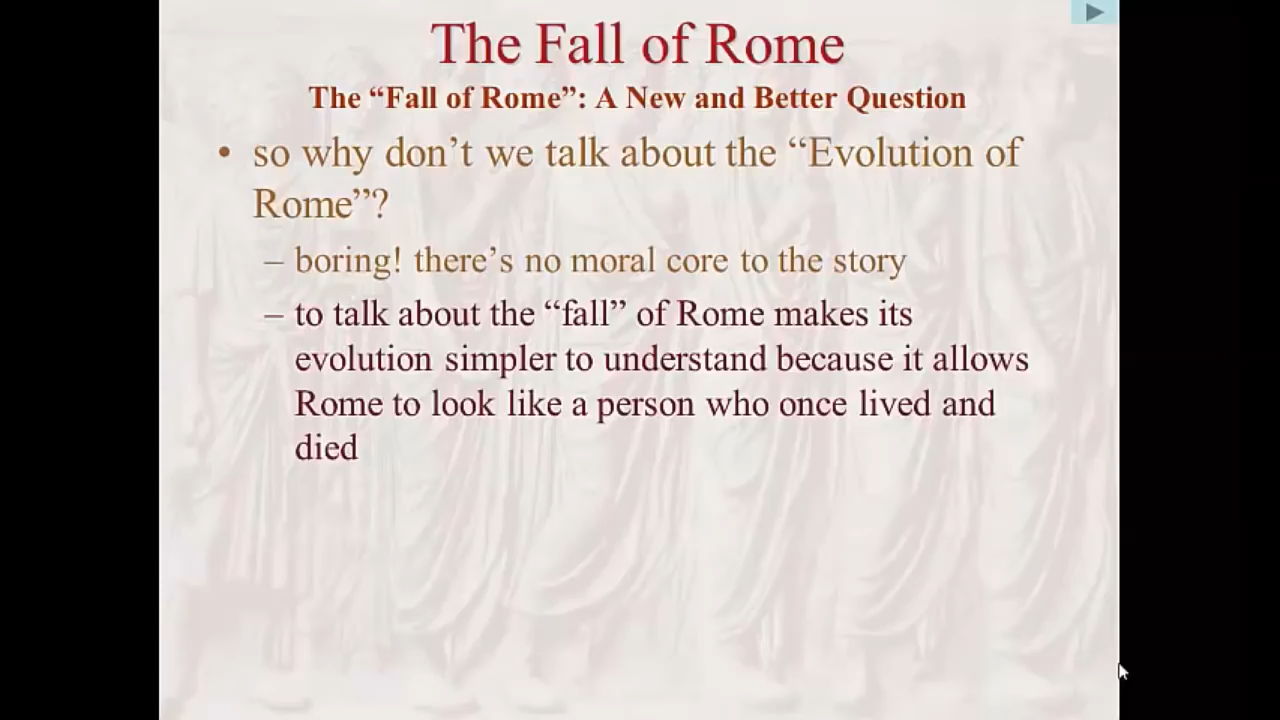 The Fall of Rome
The “Fall of Rome”: A New and Better Question
• so why don’t we talk about the “Evolution of
Rome”?
– boring! there’s no moral core to the story
– to talk about the “fall” of Rome makes its
evolution simpler to understand because it allows
Rome to look like a person who once lived and
died